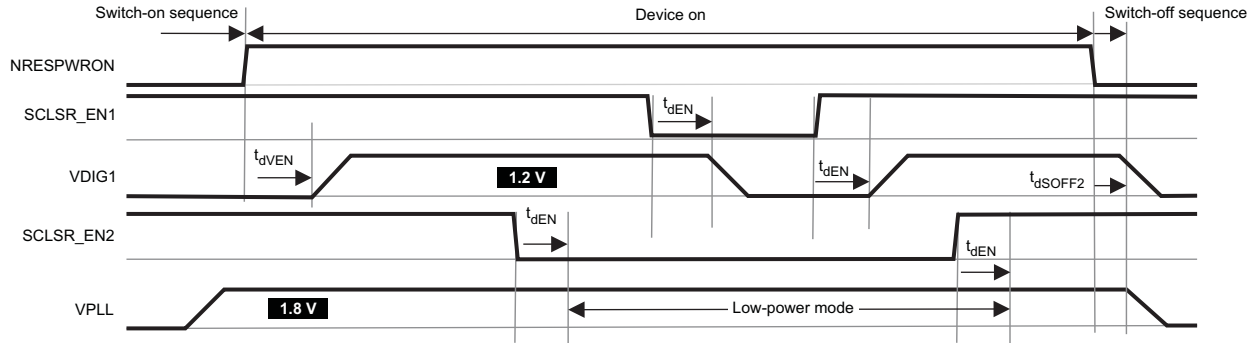 Switch-on sequence
Device on
Switch-off sequence
NRESPWRON
SCLSR_EN1
tdEN
VDIG1
tdVEN
1.2 V
tdEN
tdSOFF2
SCLSR_EN2
tdEN
tdEN
VPLL
1.8 V
Low-power mode